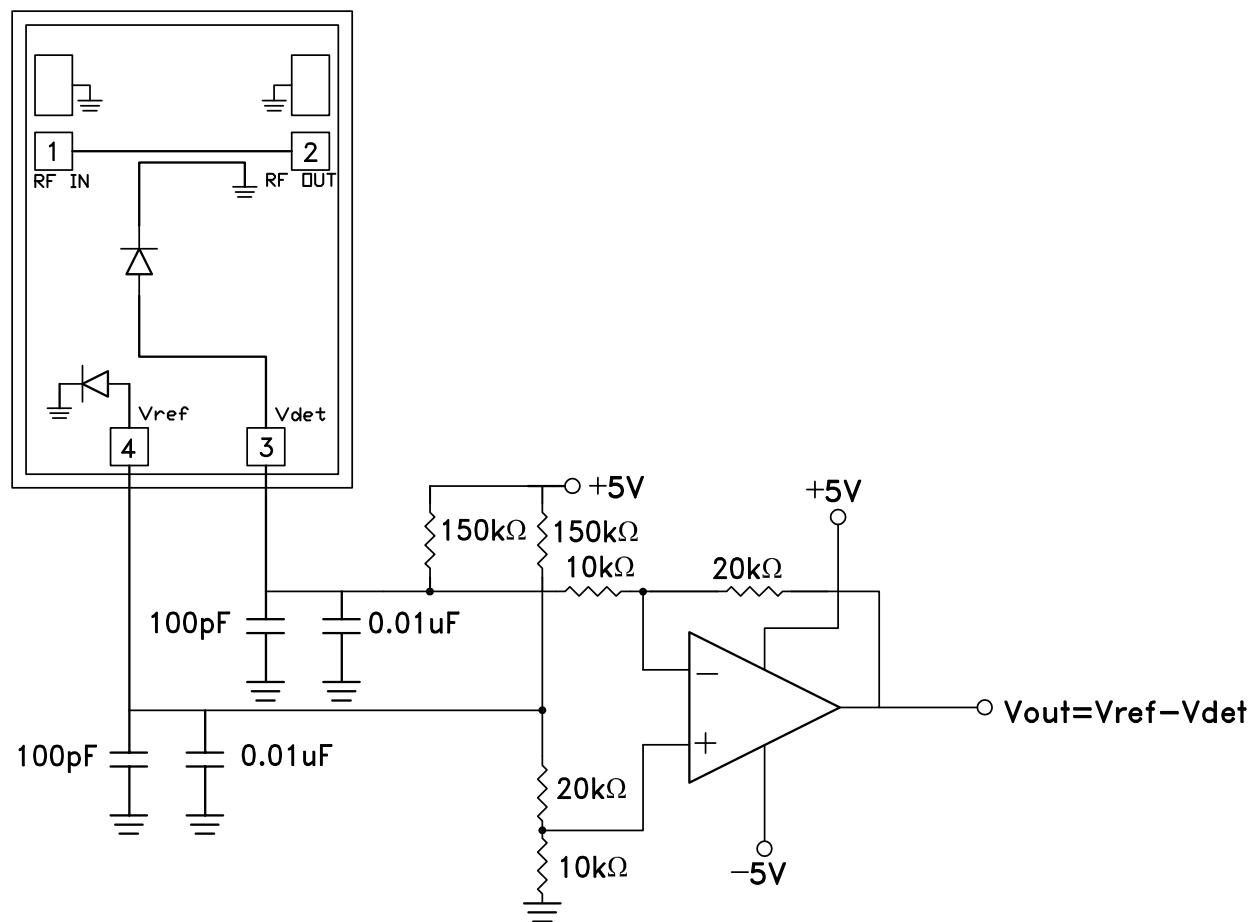 1
2
RF IN
RF OUT
Vref
Vdet
4
3
+5V
+5V
150kΩ
150kΩ
10kΩ
20kΩ
100pF
0.01uF
−
Vout=Vref−Vdet
+
100pF
0.01uF
20kΩ
10kΩ
−5V